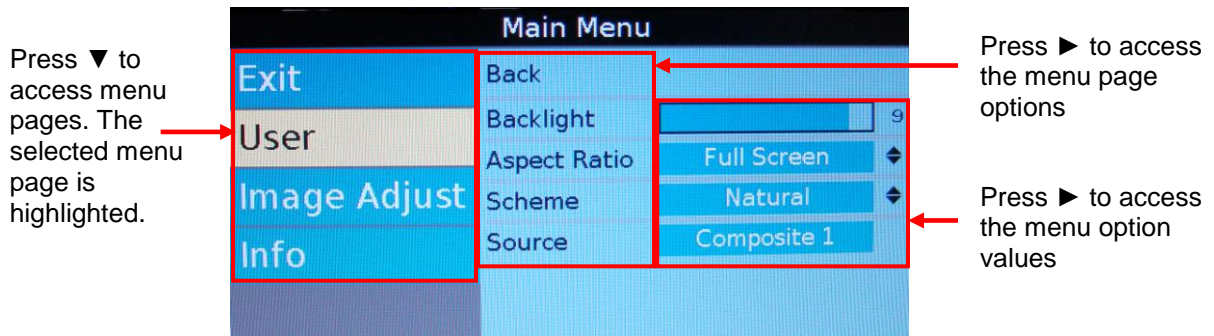 Main Menu
Press ▼ to
access menu
pages. The
selected menu
page is
highlighted.
Exit
User
Image Adjust
Info
Back
Backlight 9
Aspect Ratio Full Screen
Scheme Natural
Source Composite 1
Press ► to access
the menu page
options
Press ► to access
the menu option
values